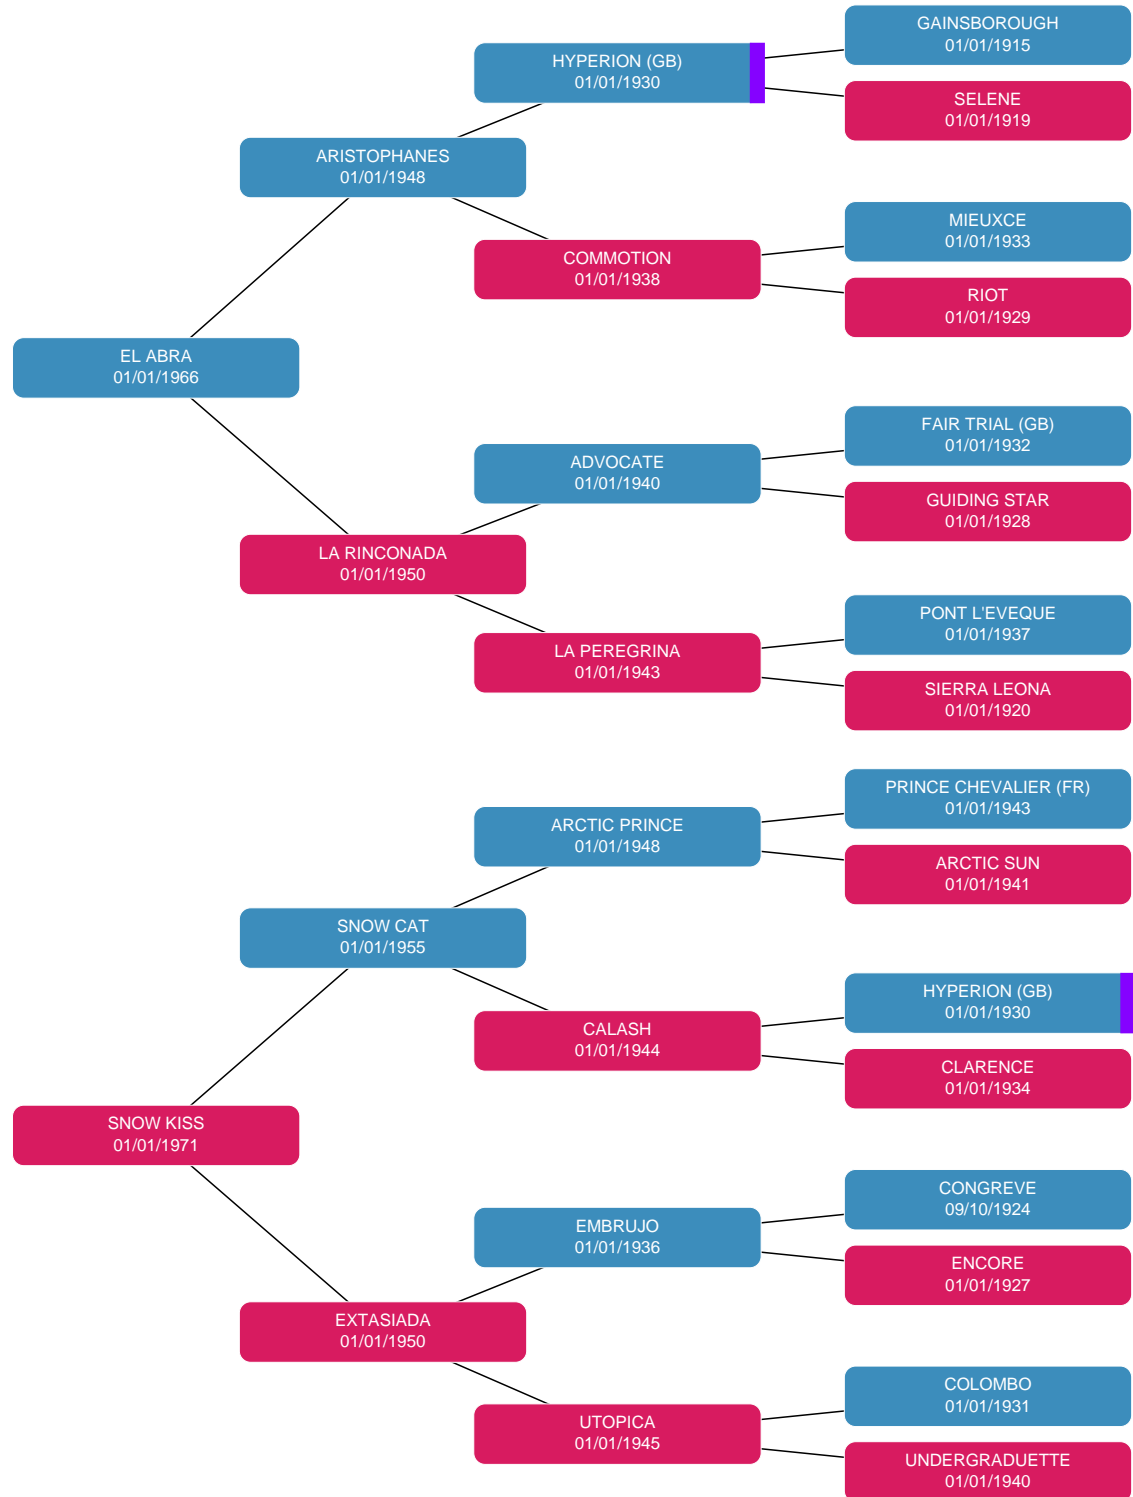 GAINSBOROUGH
01/01/1915
HYPERION (GB)
01/01/1930
SELENE
01/01/1919
ARISTOPHANES
01/01/1948
MIEUXCE
01/01/1933
COMMOTION
01/01/1938
RIOT
01/01/1929
EL ABRA
01/01/1966
FAIR TRIAL (GB)
01/01/1932
ADVOCATE
01/01/1940
GUIDING STAR
01/01/1928
LA RINCONADA
01/01/1950
PONT L'EVEQUE
01/01/1937
LA PEREGRINA
01/01/1943
SIERRA LEONA
01/01/1920
PRINCE CHEVALIER (FR)
01/01/1943
ARCTIC PRINCE
01/01/1948
ARCTIC SUN
01/01/1941
SNOW CAT
01/01/1955
HYPERION (GB)
01/01/1930
CALASH
01/01/1944
CLARENCE
01/01/1934
SNOW KISS
01/01/1971
CONGREVE
09/10/1924
EMBRUJO
01/01/1936
ENCORE
01/01/1927
EXTASIADA
01/01/1950
COLOMBO
01/01/1931
UTOPICA
01/01/1945
UNDERGRADUETTE
01/01/1940